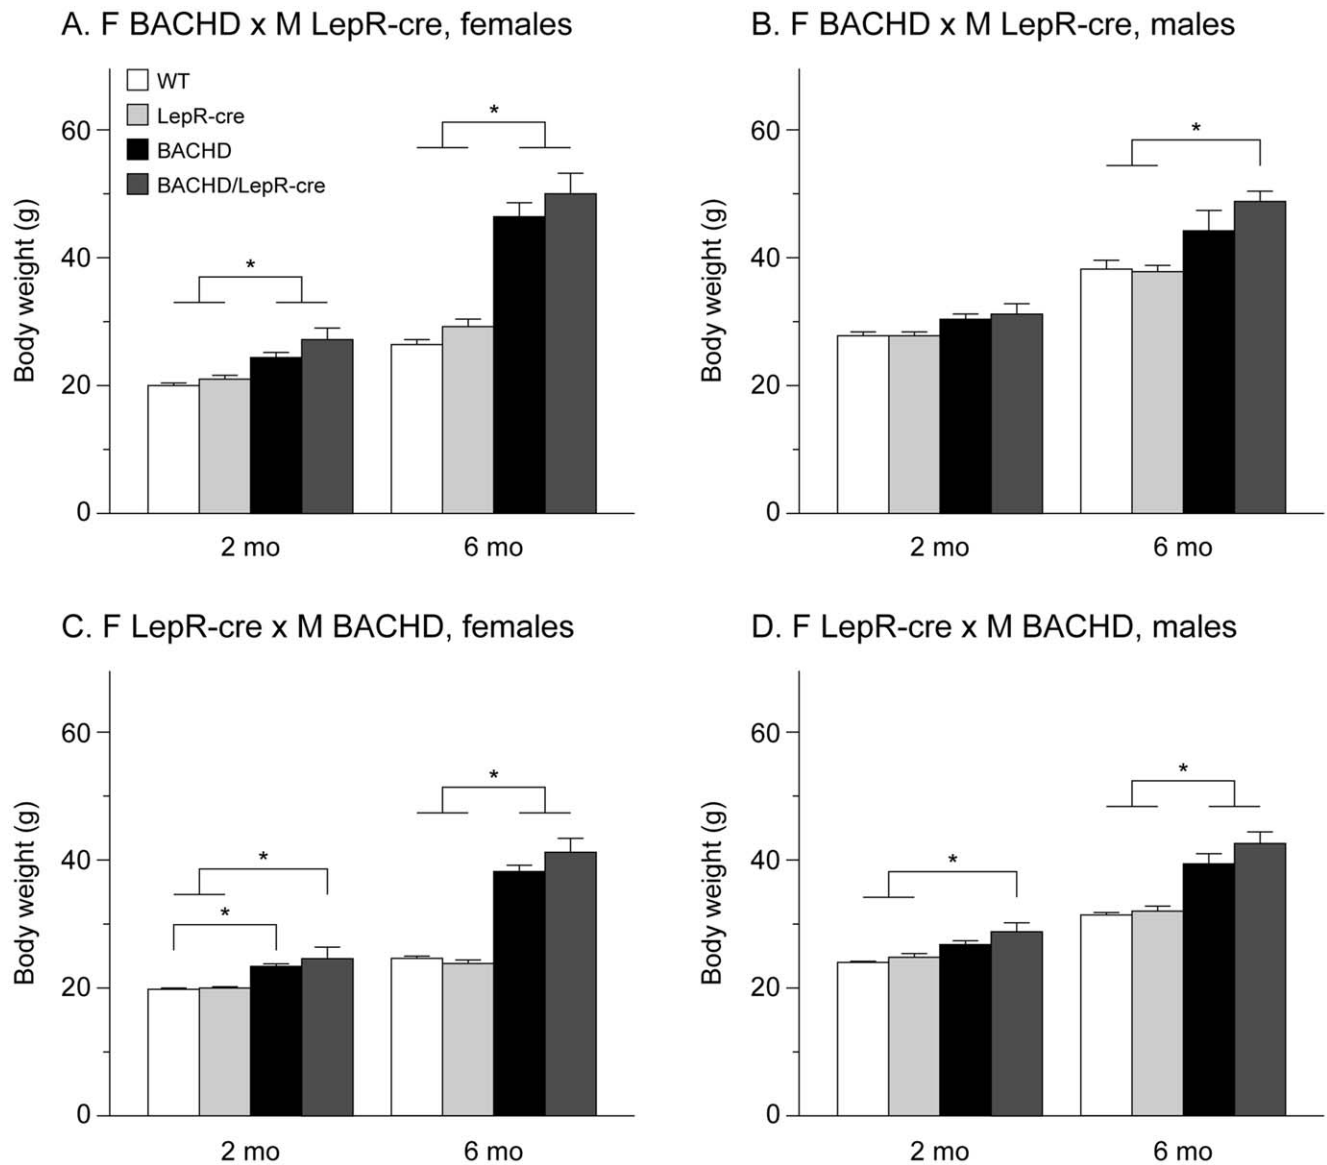 A. F BACHD x M LepR-cre, females
WT
LepR-cre
BACHD
BACHD/LepR-cre
*
*
60
40
20
0
Body weight (g)
2 mo
6 mo
B. F BACHD x M LepR-cre, males
*
60
40
20
0
Body weight (g)
2 mo
6 mo
C. F LepR-cre x M BACHD, females
*
*
*
60
40
20
0
Body weight (g)
2 mo
6 mo
D. F LepR-cre x M BACHD, males
*
*
60
40
20
0
Body weight (g)
2 mo
6 mo